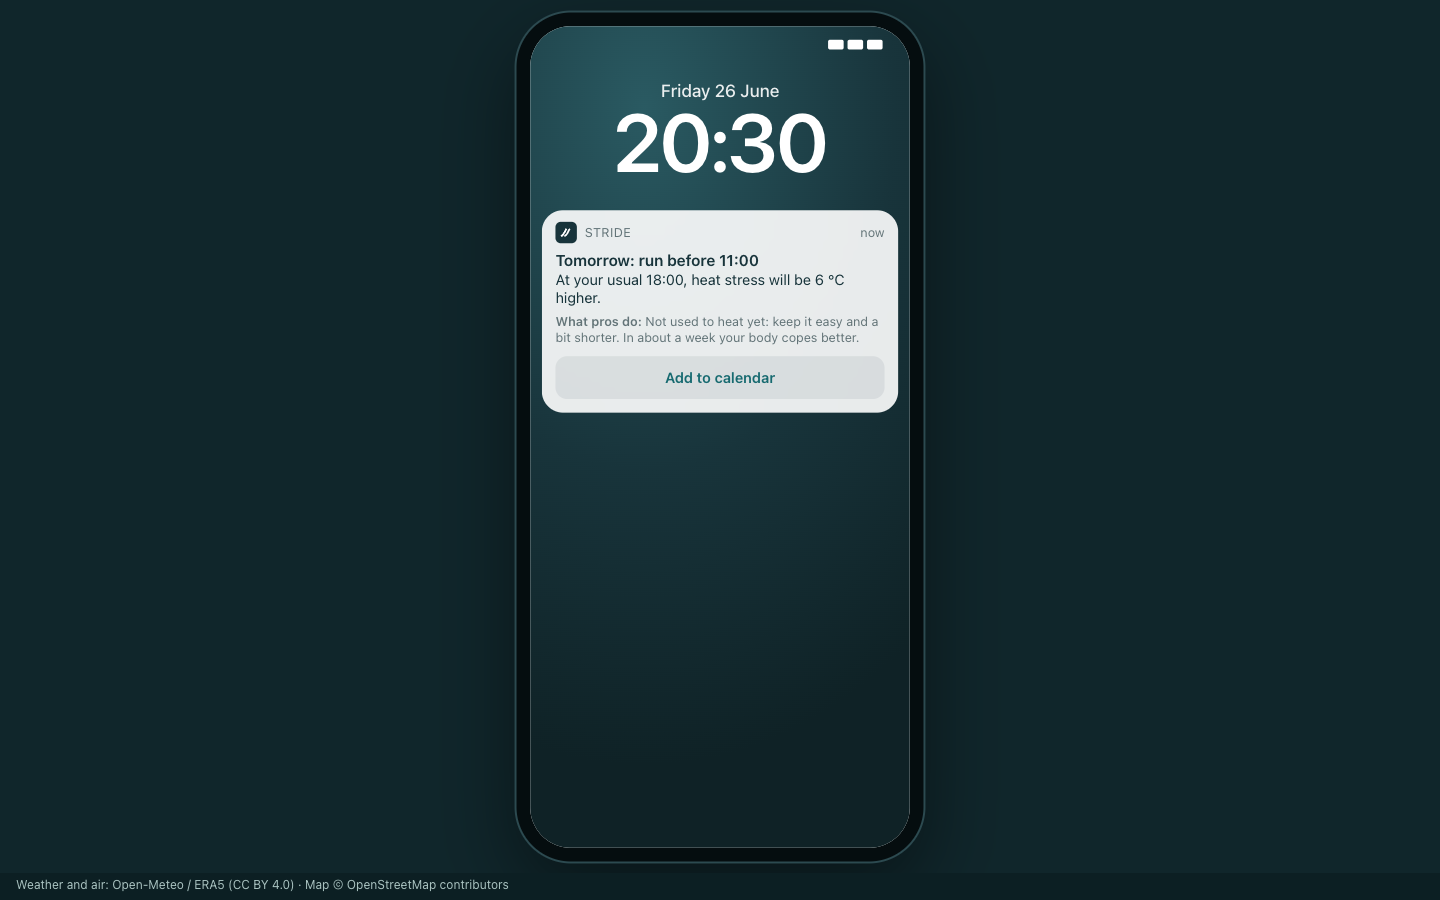 Friday 26 June
20:30
STRIDE now
Tomorrow: run before 11:00
At your usual 18:00, heat stress will be 6 °C
higher.
What pros do: Not used to heat yet: keep it easy and a
bit shorter. In about a week your body copes better.
Add to calendar
Weather and air: Open-Meteo / ERA5 (CC BY 4.0) · Map © OpenStreetMap contributors